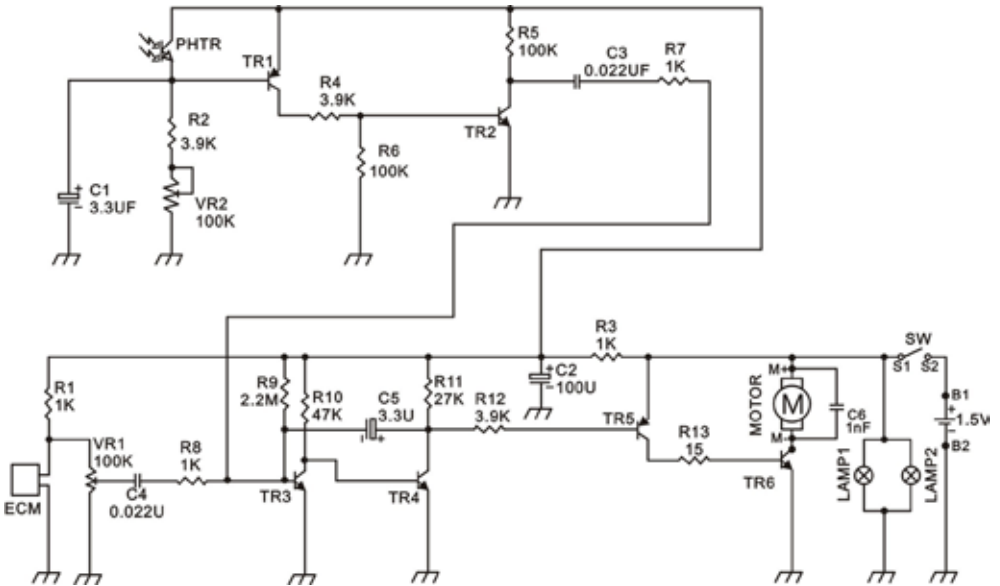 PHTR
TR1
R2
3.9K
C1
+
−
3.3UF
VR2
100K
R4
3.9K
R6
100K
TR2
R5
100K
C3
0.022UF
R7
1K
R1
1K
ECM
VR1
100K
C4
0.022U
R8
1K
R9
2.2M
R10
47K
TR3
C5
3.3U
+
TR4
R11
27K
R12
3.9K
+
C2
−
100U
R3
1K
TR5
R13
15
TR6
MOTOR
M+
M
M-
C6
1nF
LAMP1
LAMP2
SW
S1
S2
B1
+
−
1.5V
B2